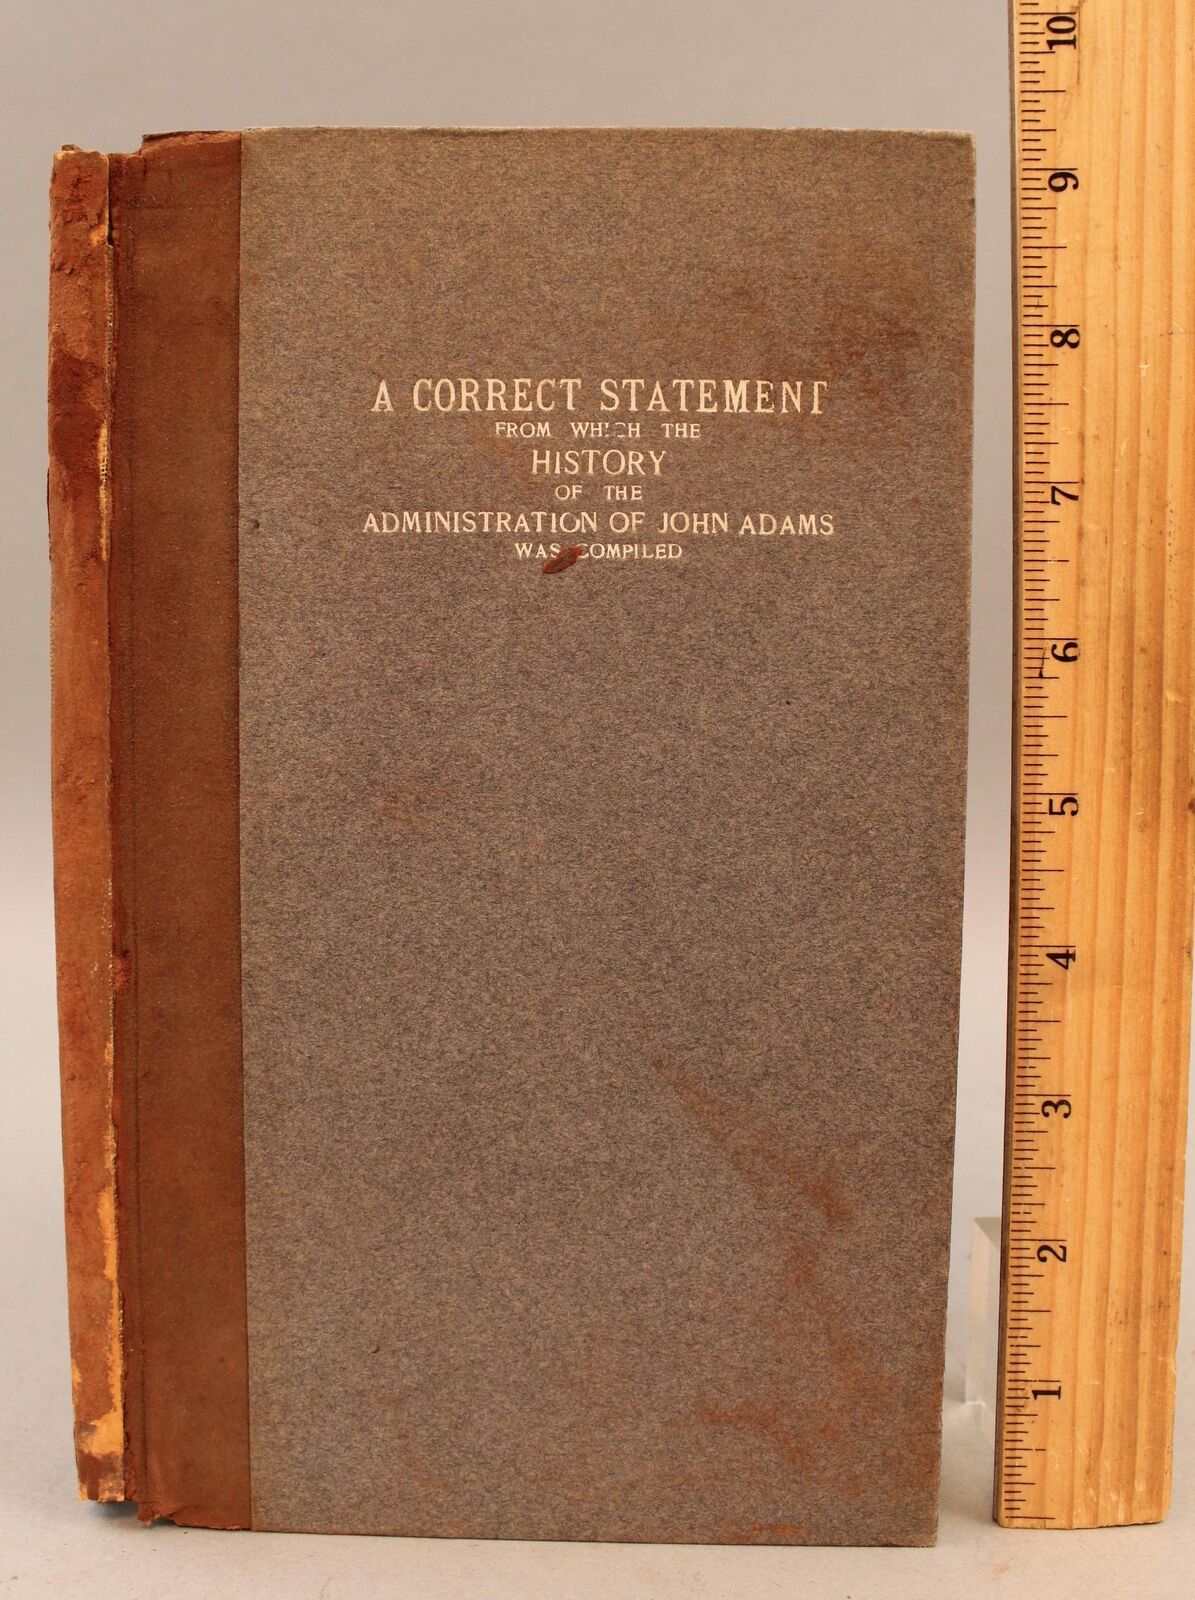 A CORRECT STATEMENT
FROM WHICH THE
HISTORY
OF THE
ADMINISTRATION OF JOHN ADAMS
WAS COMPILED
10
9
8
7
6
5
4
3
2
1